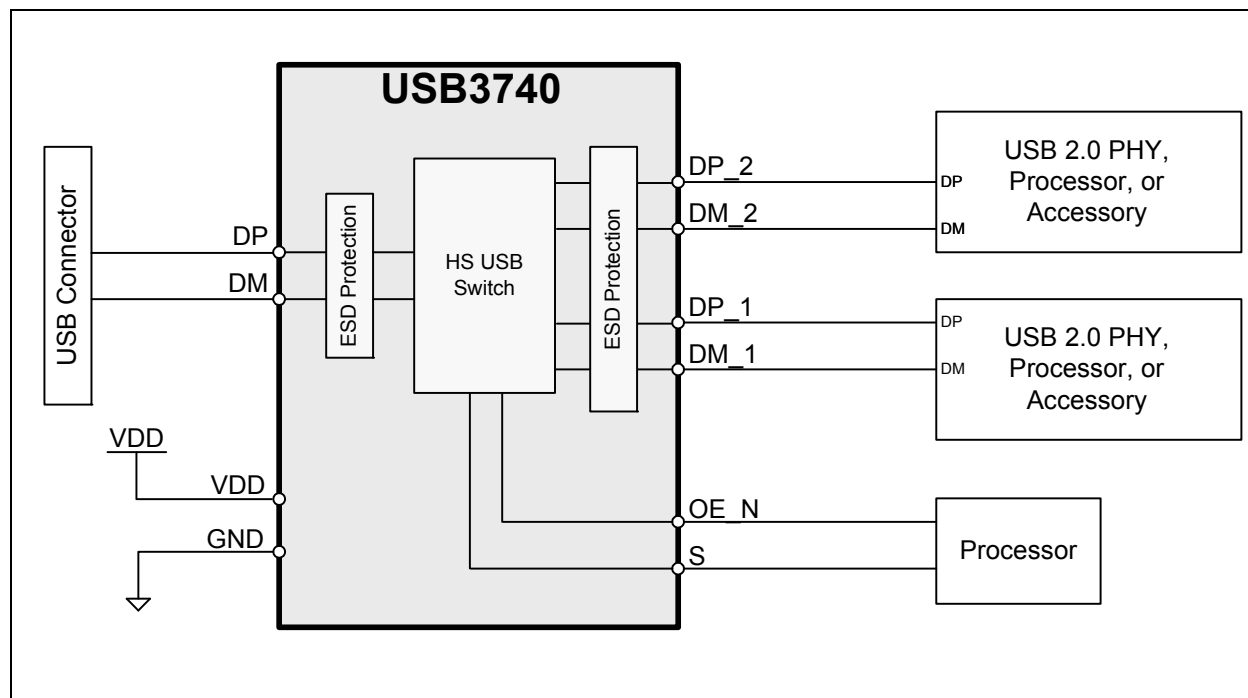 USB3740
USB Connector
DP
DM
ESD Protection
HS USB
Switch
ESD Protection
DP_2
DM_2
DP_1
DM_1
DP
DM
USB 2.0 PHY,
Processor, or
Accessory
DP
DM
USB 2.0 PHY,
Processor, or
Accessory
VDD
VDD
GND
OE_N
S
Processor